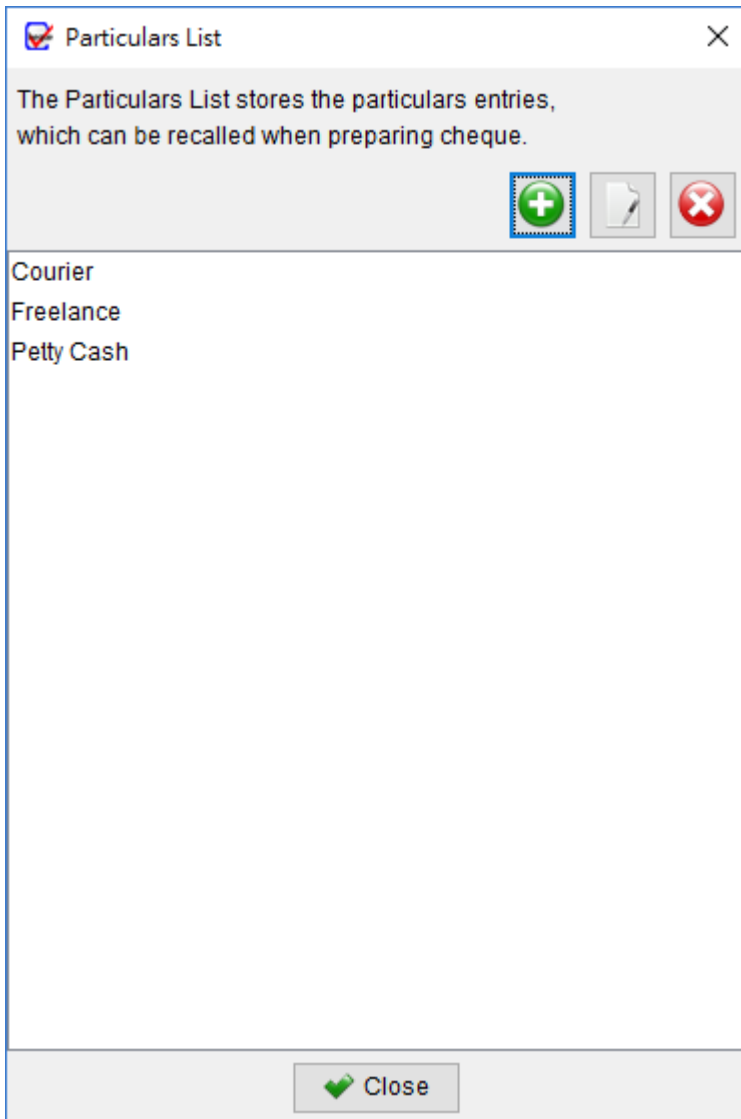 Particulars List
The Particulars List stores the particulars entries,
which can be recalled when preparing cheque.
Courier
Freelance
Petty Cash
Close